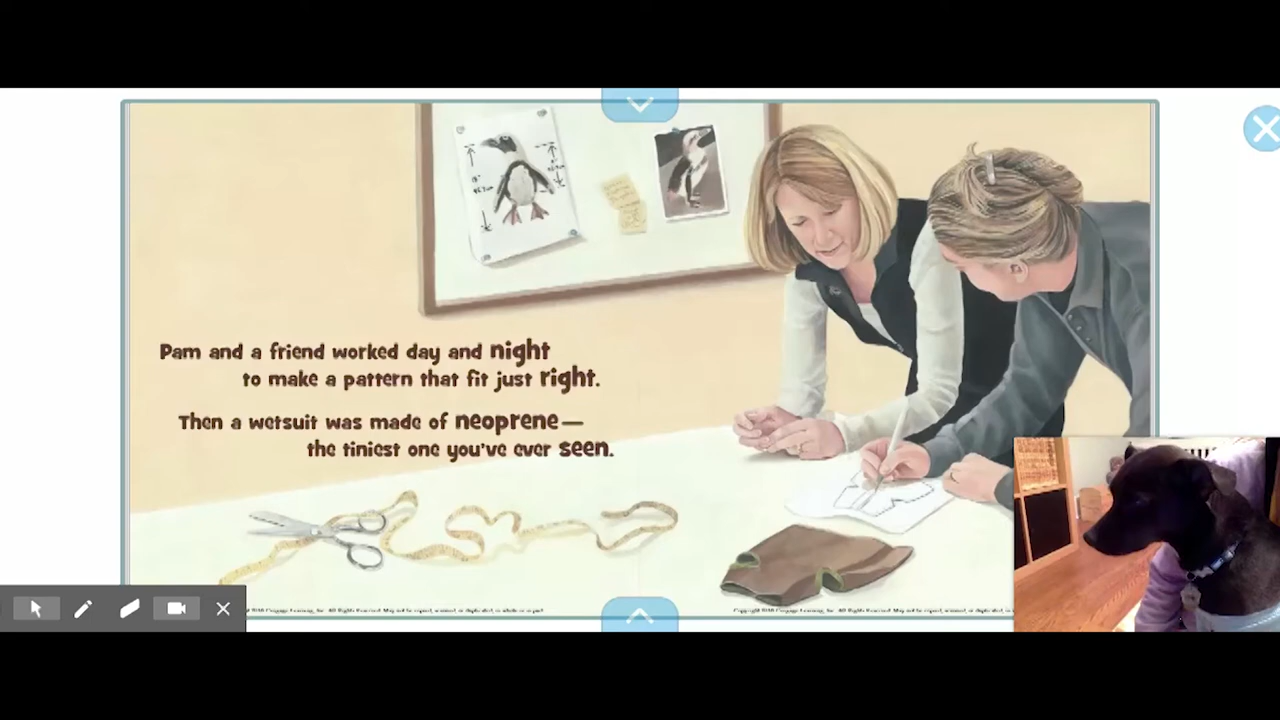 Pam and a friend worked day and night
to make a pattern that fit just right.
Then a wetsuit was made of neoprene—
the tiniest one you've ever seen.